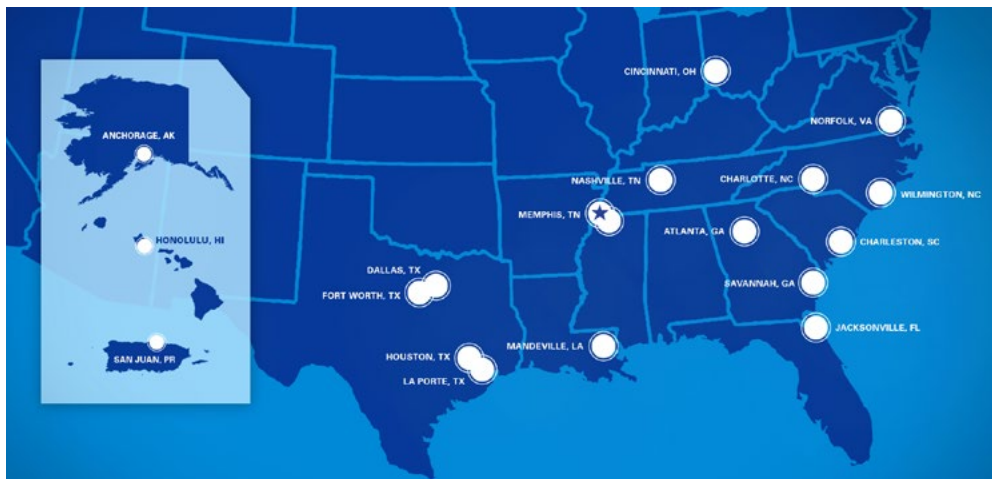 ANCHORAGE, AK
HONOLULU, HI
SAN JUAN, PR
CINCINNATI, OH
NORFOLK, VA
NASHVILLE, TN
CHARLOTTE, NC
WILMINGTON, NC
MEMPHIS, TN
ATLANTA, GA
CHARLESTON, SC
DALLAS, TX
FORT WORTH, TX
SAVANNAH, GA
JACKSONVILLE, FL
HOUSTON, TX
MANDEVILLE, LA
LA PORTE, TX